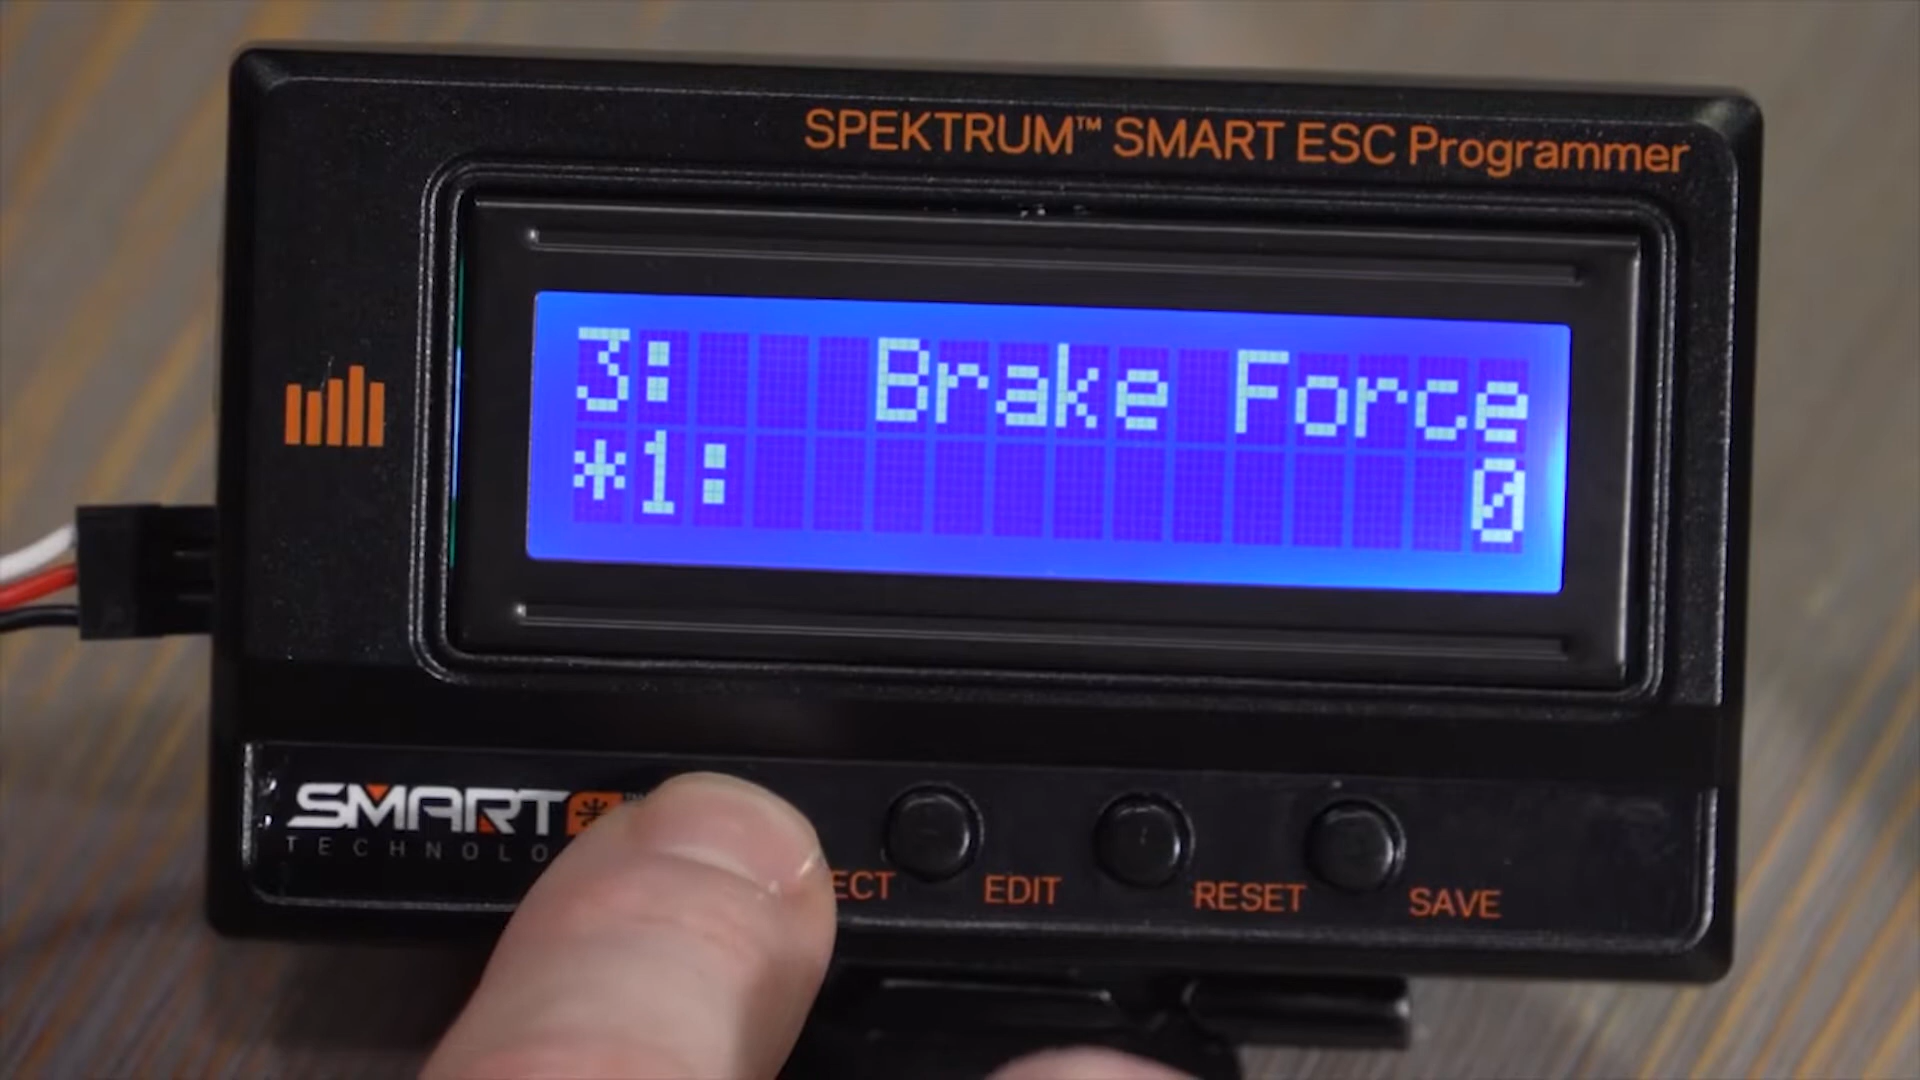 SPEKTRUM™ SMART ESC Programmer
3: Brake Force
*1: 0
SMART
TECHNOLO
ECT EDIT RESET SAVE